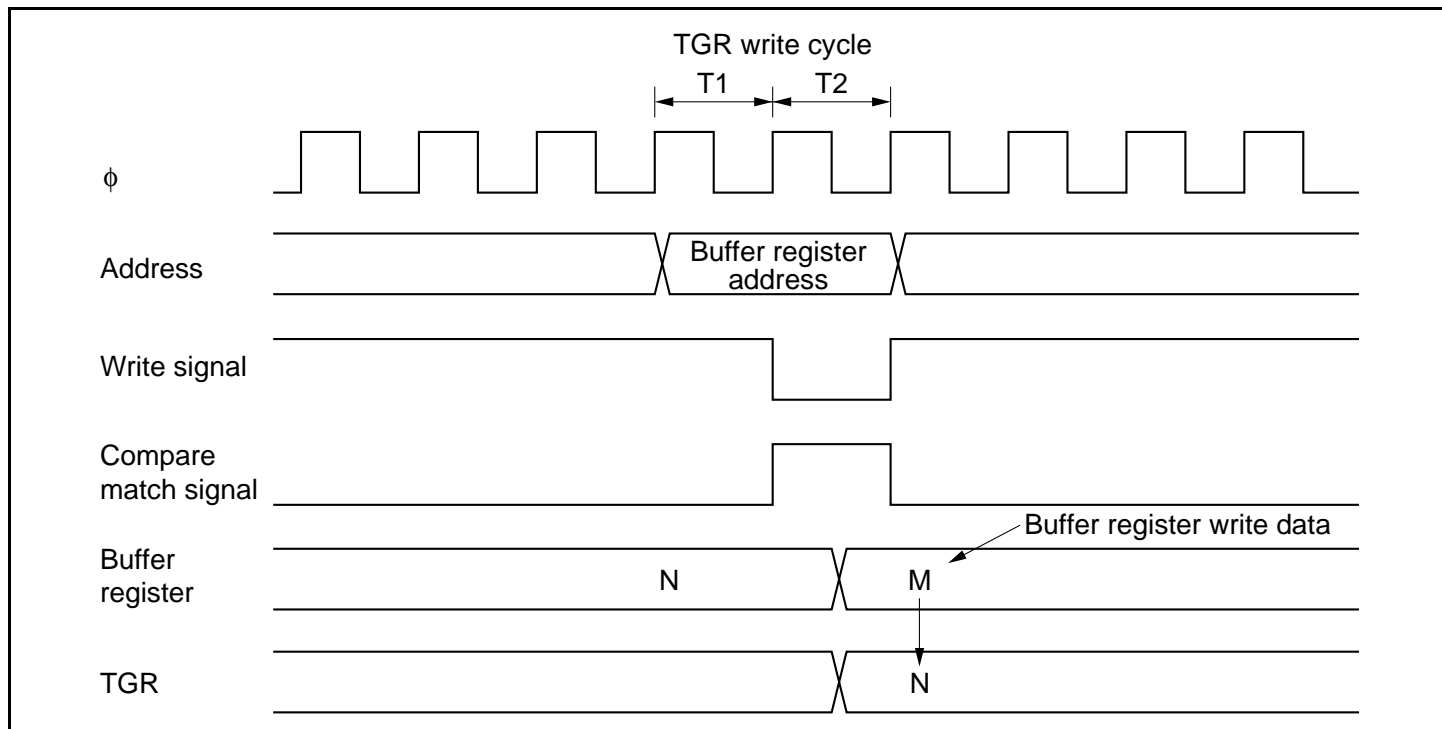 TGR write cycle
T1 T2
ϕ
Address
Buffer register
address
Write signal
Compare
match signal
Buffer register write data
Buffer
register
N M
TGR
N